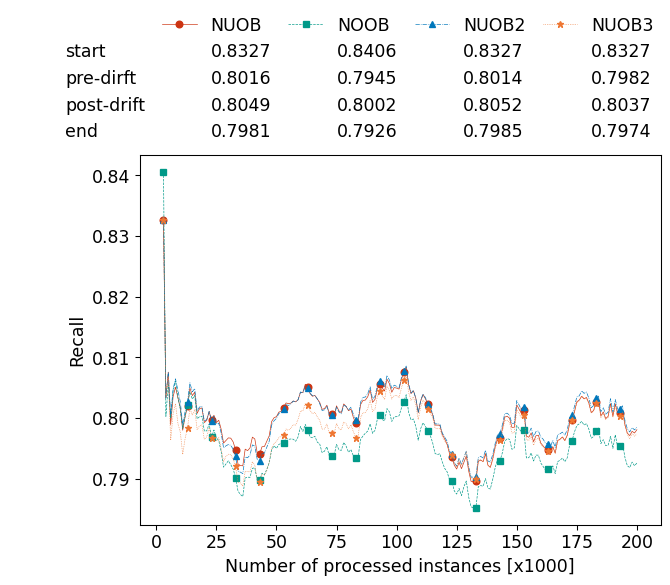 NUOB NOOB NUOB2 NUOB3
start 0.8327 0.8406 0.8327 0.8327
pre-dirft 0.8016 0.7945 0.8014 0.7982
post-drift 0.8049 0.8002 0.8052 0.8037
end 0.7981 0.7926 0.7985 0.7974
0.84
0.83
0.82
0.81
0.80
0.79
Recall
0 25 50 75 100 125 150 175 200
Number of processed instances [x1000]